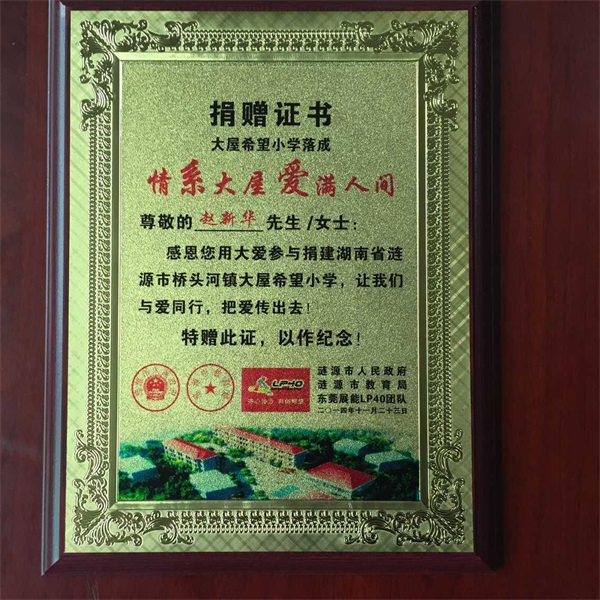 捐赠证书
大屋希望小学落成
情系大屋 爱满人间
尊敬的 赵新华 先生/女士：
感恩您用大爱参与捐建湖南省涟
源市桥头河镇大屋希望小学，让我们
与爱同行，把爱传出去！
特赠此证，以作纪念！
LP40
涟源市人民政府
涟源市教育局
东莞展能LP40团队
二〇一四年十一月二十三日